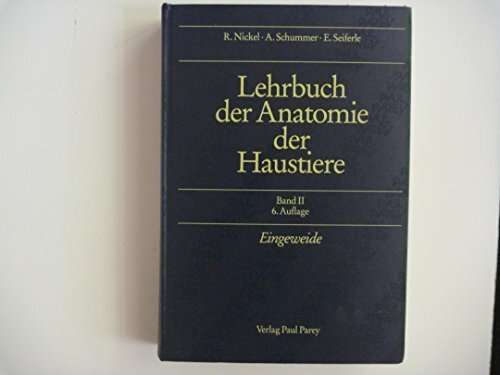 R. Nickel · A. Schummer · E. Seiferle
Lehrbuch
der Anatomie
der
Haustiere
Band II
6. Auflage
Eingeweide
Verlag Paul Parey